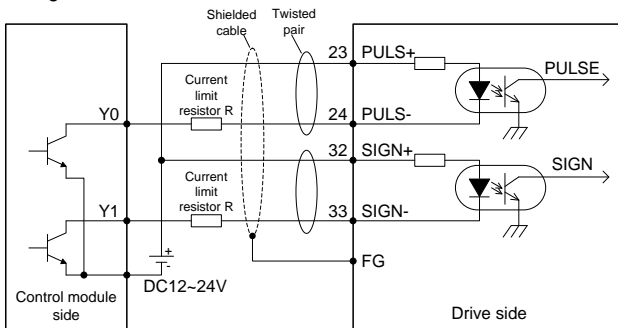 Shielded
cable
Twisted
pair
23 PULS+
PULSE
Current
limit
resistor R
Y0
24 PULS-
32 SIGN+
SIGN
Current
limit
resistor R
Y1
33 SIGN-
+
-
DC12~24V
FG
Control module
side
Drive side